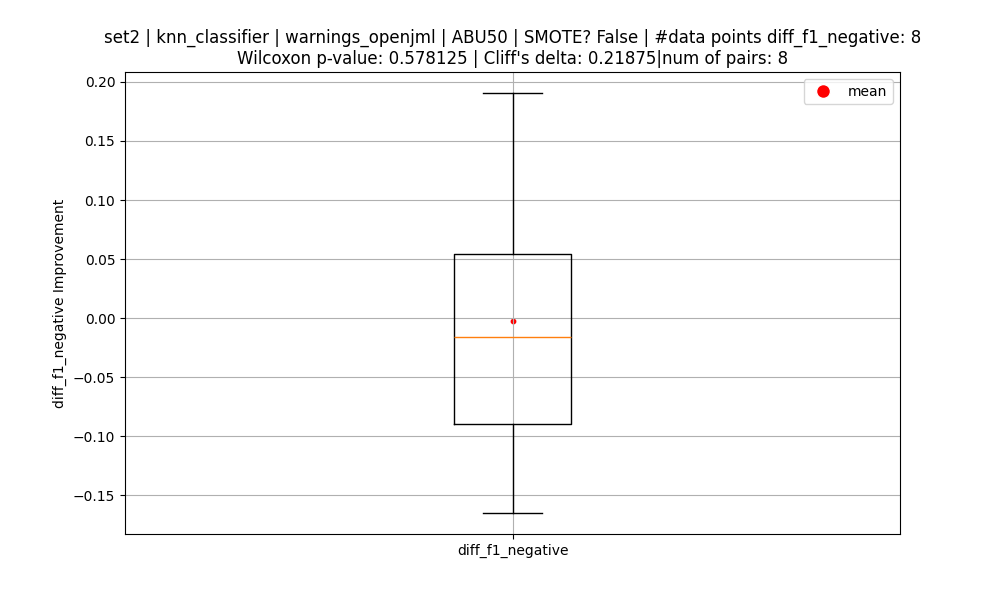 set2 | knn_classifier | warnings_openjml | ABU50 | SMOTE? False | #data points diff_f1_negative: 8
Wilcoxon p-value: 0.578125 | Cliff's delta: 0.21875|num of pairs: 8
mean
0.20
0.15
0.10
0.05
0.00
−0.05
−0.10
−0.15
diff_f1_negative Improvement
diff_f1_negative